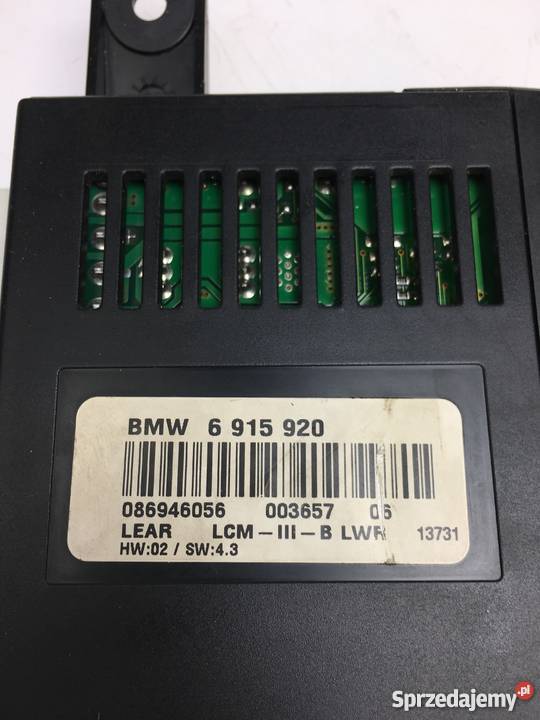 BMW 6 915 920
086946056 003657 06
LEAR LCM-III-B LWR 13731
HW:02 / SW:4.3
Sprzedajemy.pl